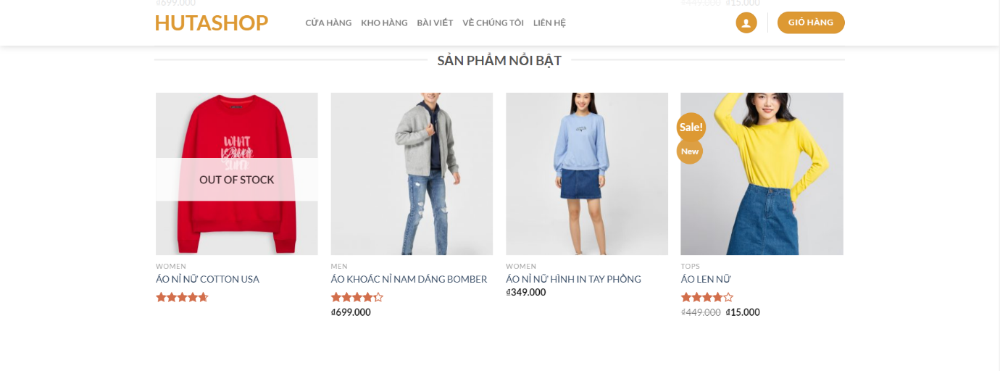 ₫699.000
₫449.000 ₫15.000
HUTASHOP
CỬA HÀNG KHO HÀNG BÀI VIẾT VỀ CHÚNG TÔI LIÊN HỆ
GIỎ HÀNG
SẢN PHẨM NỔI BẬT
WHAT
IS
OUT OF STOCK
WOMEN
ÁO NỈ NỮ COTTON USA
MEN
ÁO KHOÁC NỈ NAM DÁNG BOMBER
₫699.000
WOMEN
ÁO NỈ NỮ HÌNH IN TAY PHỒNG
₫349.000
Sale!
New
TOPS
ÁO LEN NỮ
₫449.000 ₫15.000